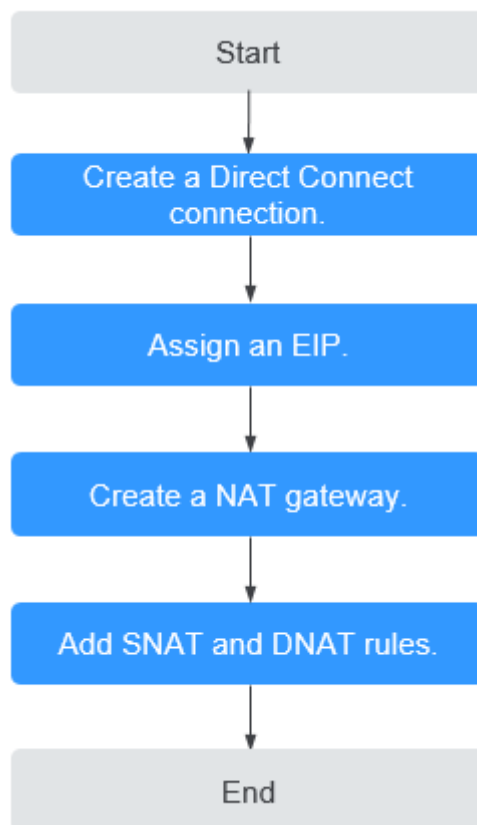 Start
Create a Direct Connect
connection.
Assign an EIP.
Create a NAT gateway.
Add SNAT and DNAT rules.
End